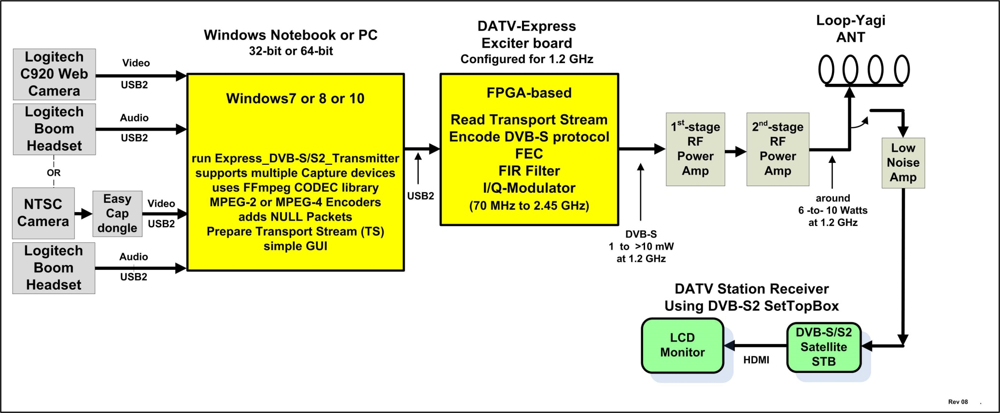 Loop-Yagi
ANT
DATV-Express
Exciter board
Configured for 1.2 GHz
Windows Notebook or PC
32-bit or 64-bit
Logitech
C920 Web
Camera
Video
USB2
Logitech
Boom
Headset
Audio
USB2
OR
NTSC
Camera
Easy
Cap
dongle
Video
USB2
Logitech
Boom
Headset
Audio
USB2
Windows7 or 8 or 10
run Express_DVB-S/S2_Transmitter
supports multiple Capture devices
uses FFmpeg CODEC library
MPEG-2 or MPEG-4 Encoders
adds NULL Packets
Prepare Transport Stream (TS)
simple GUI
USB2
FPGA-based
Read Transport Stream
Encode DVB-S protocol
FEC
FIR Filter
I/Q-Modulator
(70 MHz to 2.45 GHz)
DVB-S
1 to >10 mW
at 1.2 GHz
1st-stage
RF
Power
Amp
2nd-stage
RF
Power
Amp
around
6 -to- 10 Watts
at 1.2 GHz
Low
Noise
Amp
DATV Station Receiver
Using DVB-S2 SetTopBox
LCD
Monitor
HDMI
DVB-S/S2
Satellite
STB
Rev 08 .